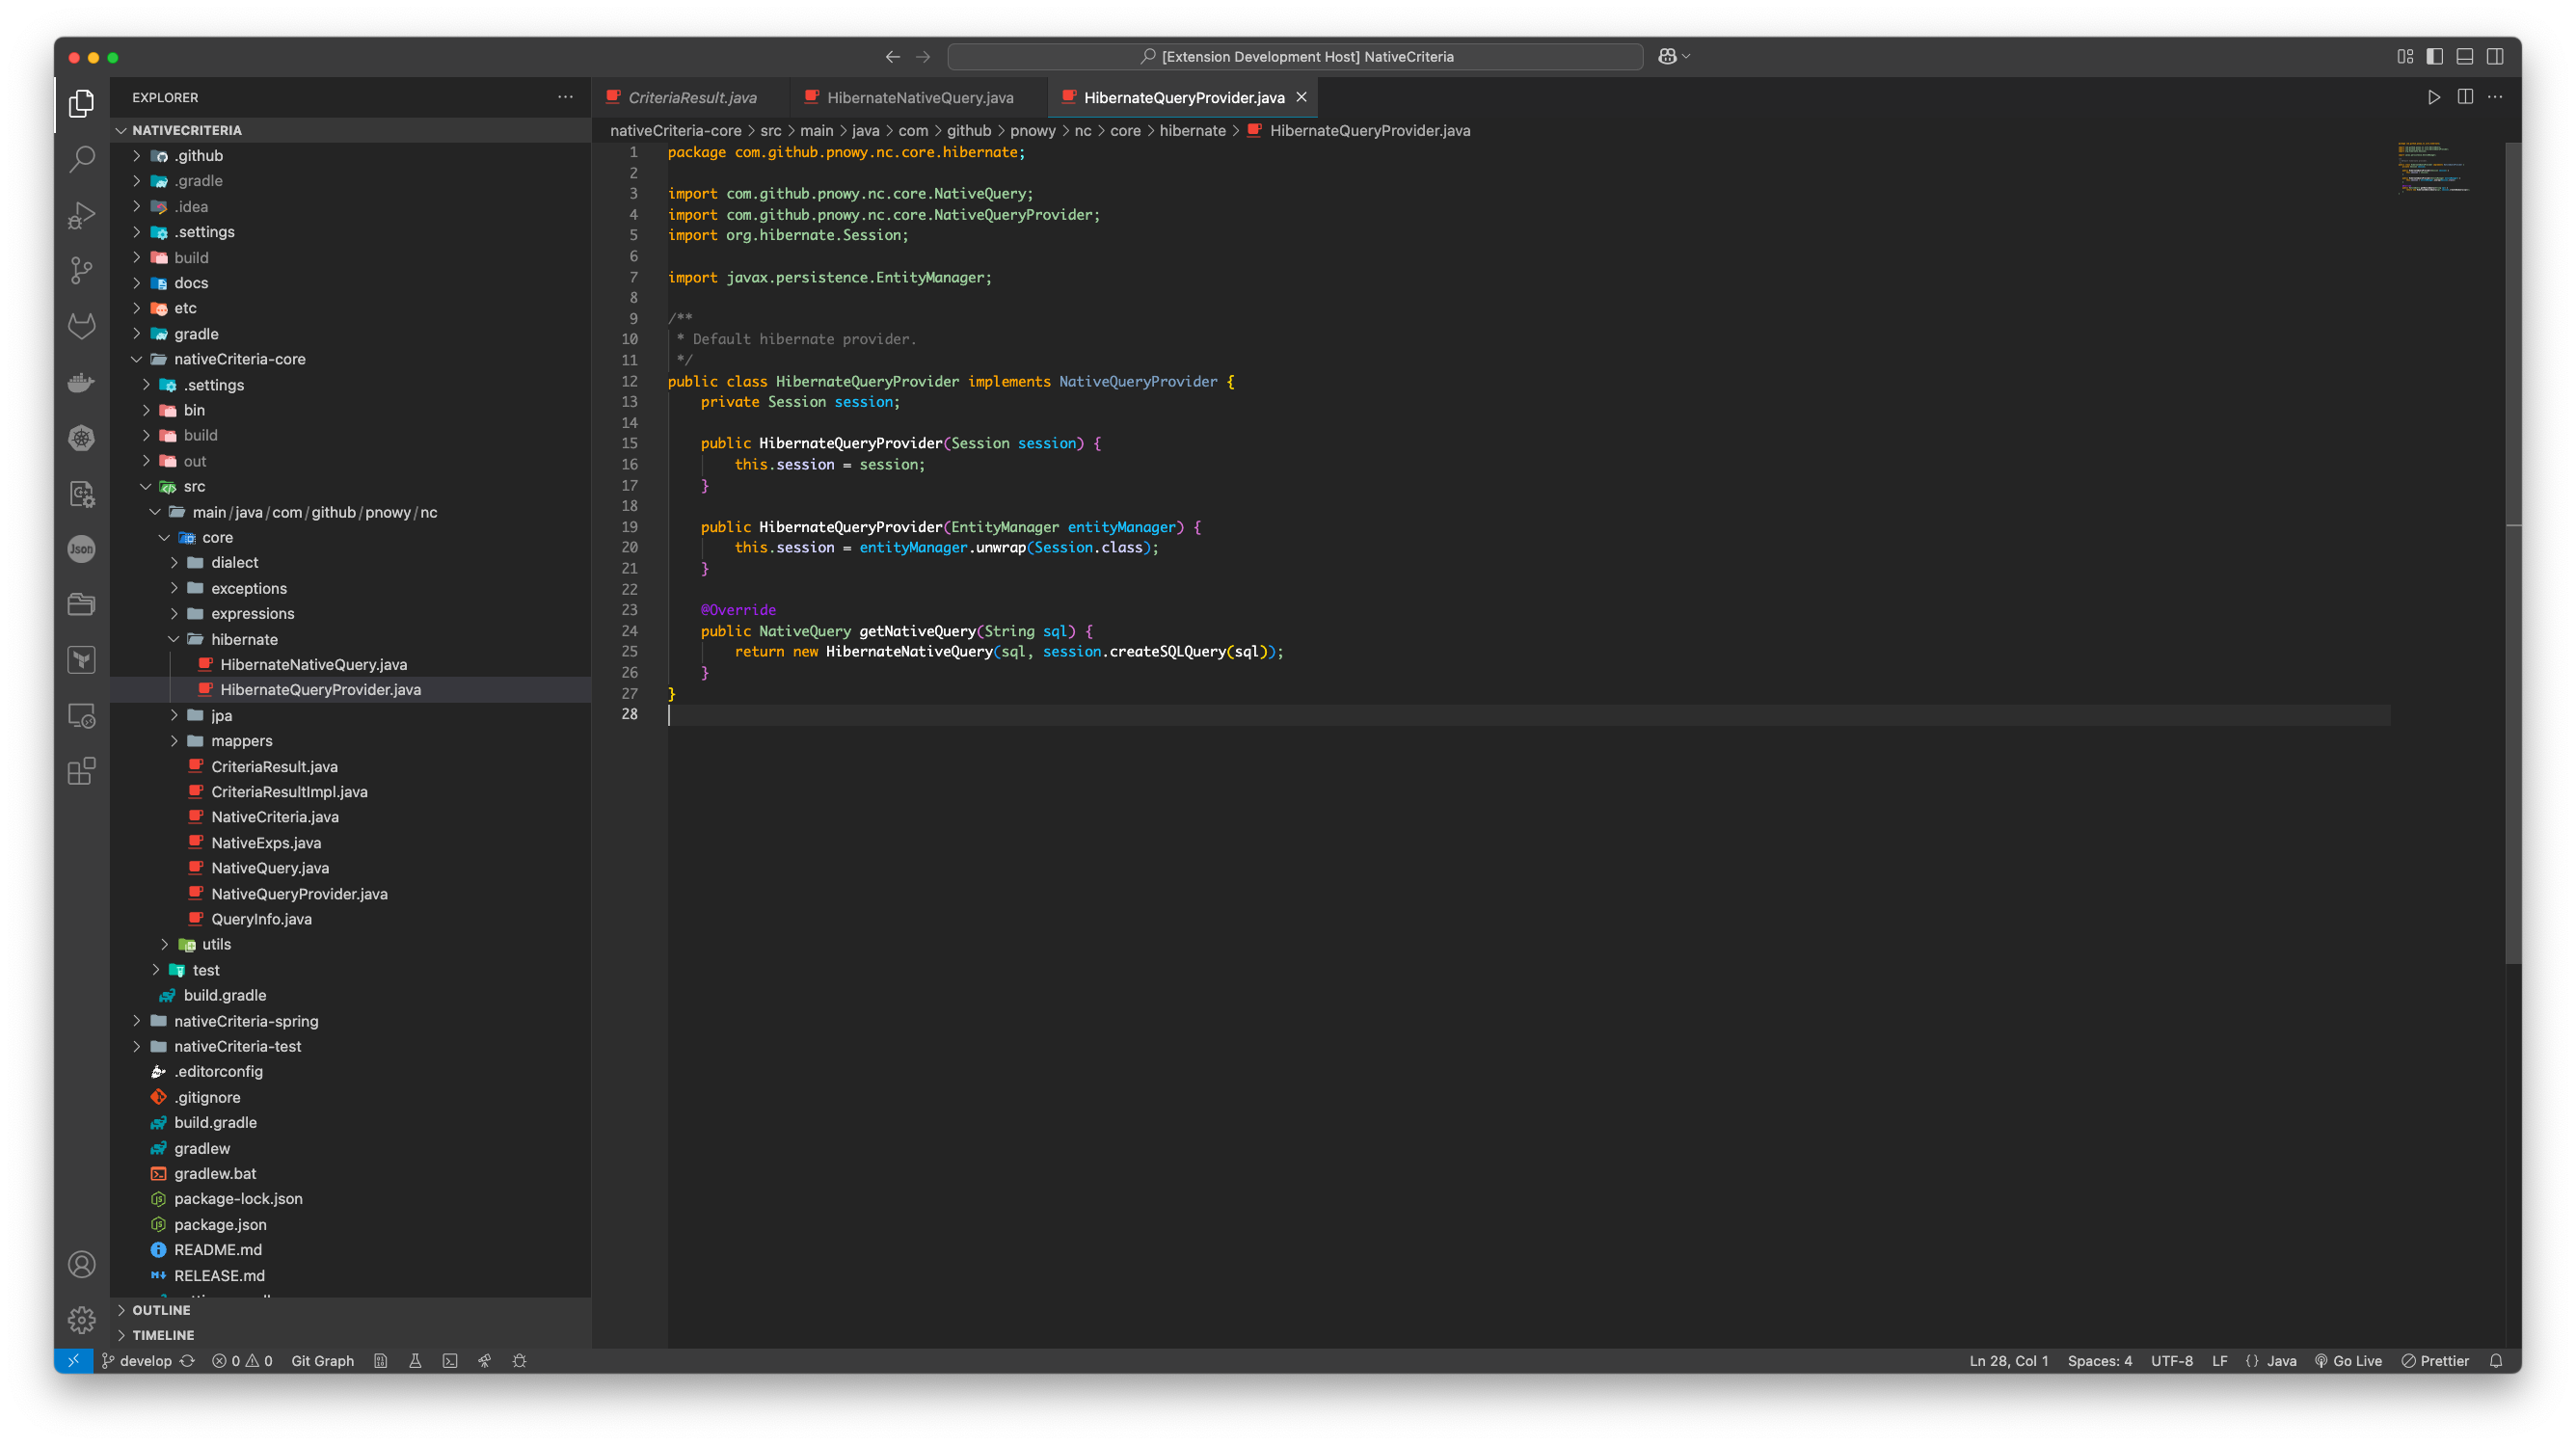 [Extension Development Host] NativeCriteria
EXPLORER
NATIVECRITERIA
.github
.gradle
.idea
.settings
build
docs
etc
gradle
nativeCriteria-core
.settings
bin
build
out
src
main/java/com/github/pnowy/nc
core
dialect
exceptions
expressions
hibernate
HibernateNativeQuery.java
HibernateQueryProvider.java
jpa
mappers
CriteriaResult.java
CriteriaResultImpl.java
NativeCriteria.java
NativeExps.java
NativeQuery.java
NativeQueryProvider.java
QueryInfo.java
utils
test
build.gradle
nativeCriteria-spring
nativeCriteria-test
.editorconfig
.gitignore
build.gradle
gradlew
gradlew.bat
package-lock.json
package.json
README.md
RELEASE.md
OUTLINE
TIMELINE
Json
CriteriaResult.java HibernateNativeQuery.java HibernateQueryProvider.java
nativeCriteria-core > src > main > java > com > github > pnowy > nc > core > hibernate > HibernateQueryProvider.java
1 package com.github.pnowy.nc.core.hibernate;
2
3 import com.github.pnowy.nc.core.NativeQuery;
4 import com.github.pnowy.nc.core.NativeQueryProvider;
5 import org.hibernate.Session;
6
7 import javax.persistence.EntityManager;
8
9 /**
10 * Default hibernate provider.
11 */
12 public class HibernateQueryProvider implements NativeQueryProvider {
13 private Session session;
14
15 public HibernateQueryProvider(Session session) {
16 this.session = session;
17 }
18
19 public HibernateQueryProvider(EntityManager entityManager) {
20 this.session = entityManager.unwrap(Session.class);
21 }
22
23 @Override
24 public NativeQuery getNativeQuery(String sql) {
25 return new HibernateNativeQuery(sql, session.createSQLQuery(sql));
26 }
27 }
28
develop 0 0 Git Graph
Ln 28, Col 1 Spaces: 4 UTF-8 LF {} Java Go Live Prettier